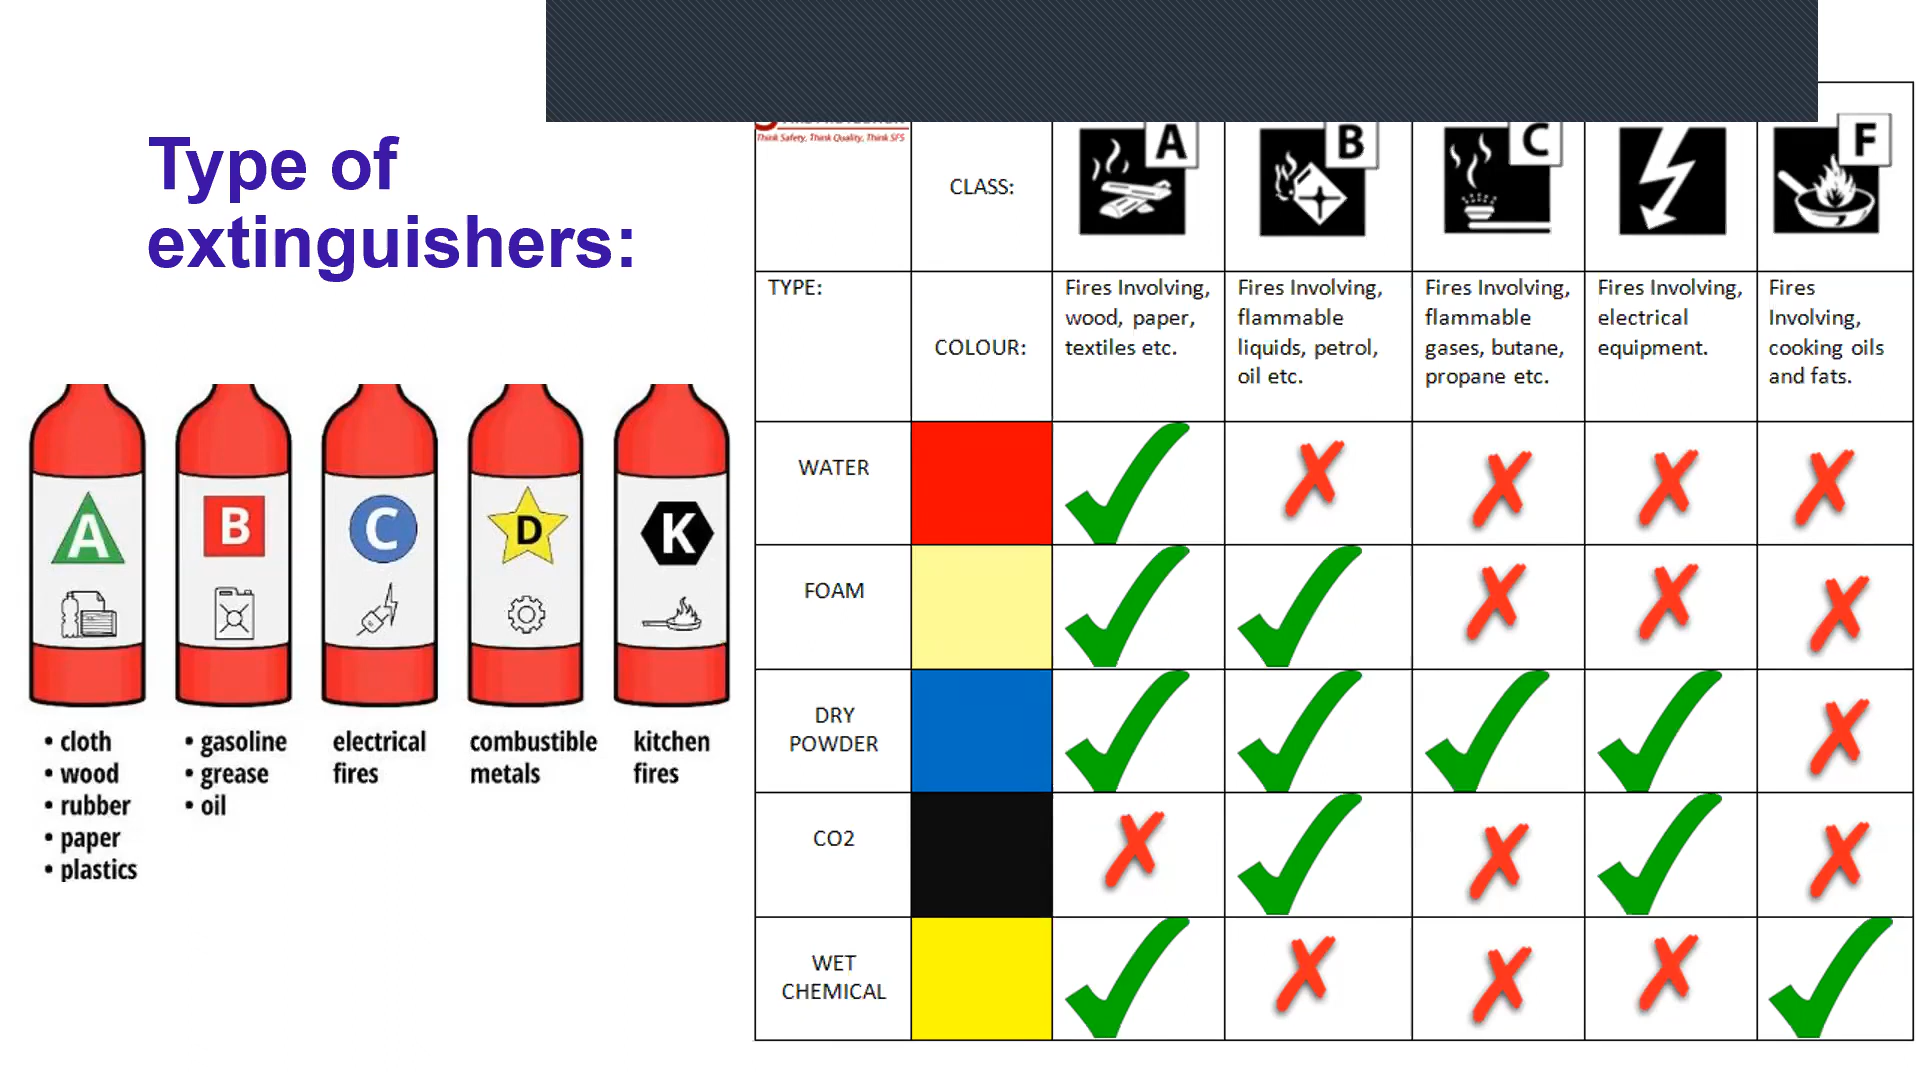 Type of
extinguishers:
A
B
C
D
K
• cloth
• wood
• rubber
• paper
• plastics
• gasoline
• grease
• oil
electrical
fires
combustible
metals
kitchen
fires
Think Safety, Think Quality, Think SFS
CLASS:
A
B
C
F
TYPE:
COLOUR:
Fires Involving,
wood, paper,
textiles etc.
Fires Involving,
flammable
liquids, petrol,
oil etc.
Fires Involving,
flammable
gases, butane,
propane etc.
Fires Involving,
electrical
equipment.
Fires
Involving,
cooking oils
and fats.
WATER
FOAM
DRY
POWDER
CO2
WET
CHEMICAL